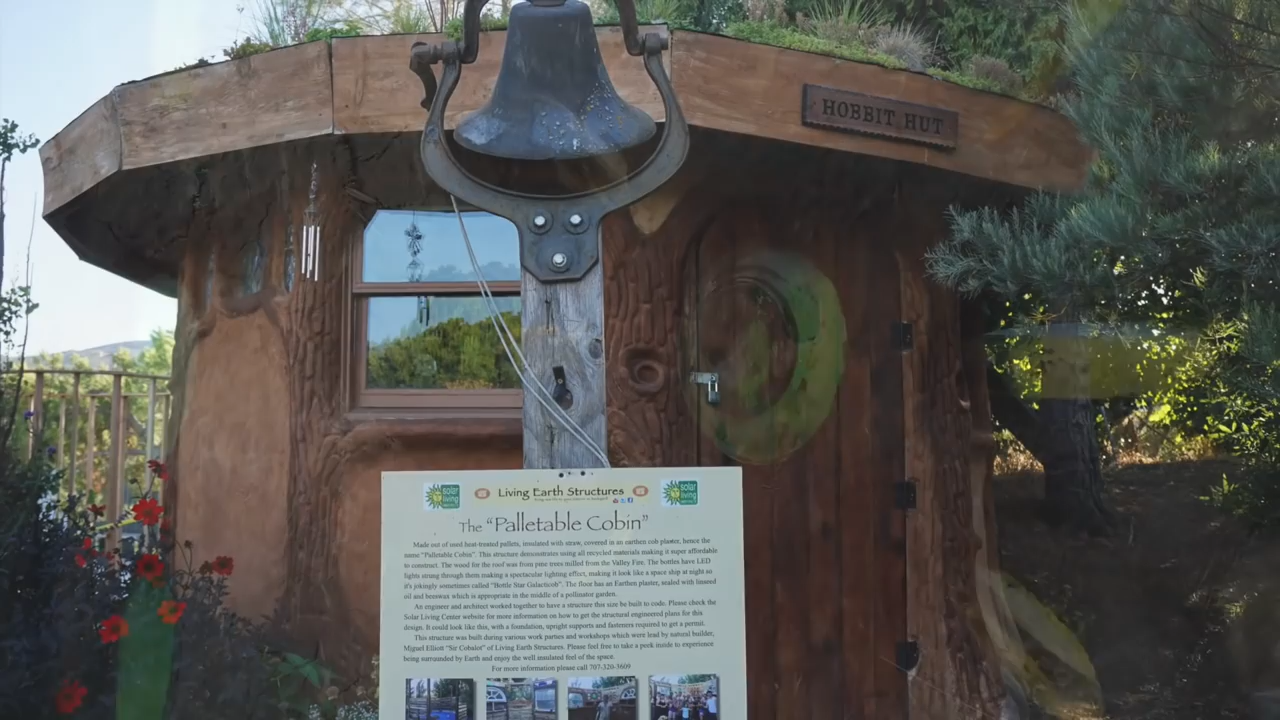 HOBBIT HUT
solar
living
Living Earth Structures
solar
living
The "Palletable Cobin"
Made out of used heat-treated pallets, insulated with straw, covered in an earthen cob plaster, hence the
name "Palletable Cobin". This structure demonstrates using all recycled materials making it super affordable
to construct. The wood for the roof was from pine trees milled from the Valley Fire. The bottles have LED
lights strung through them making a spectacular lighting effect, making it look like a space ship at night so
it's jokingly sometimes called "Bottle Star Galacticob". The floor has an Earthen plaster, sealed with linseed
oil and beeswax which is appropriate in the middle of a pollinator garden.
An engineer and architect worked together to have a structure this size be built to code. Please check the
Solar Living Center website for more information on how to get the structural engineered plans for this
design. It could look like this, with a foundation, upright supports and fasteners required to get a permit.
This structure was built during various work parties and workshops which were lead by natural builder,
Miguel Elliott "Sir Cobalot" of Living Earth Structures. Please feel free to take a peek inside to experience
being surrounded by Earth and enjoy the well insulated feel of the space.
For more information please call 707-320-3609